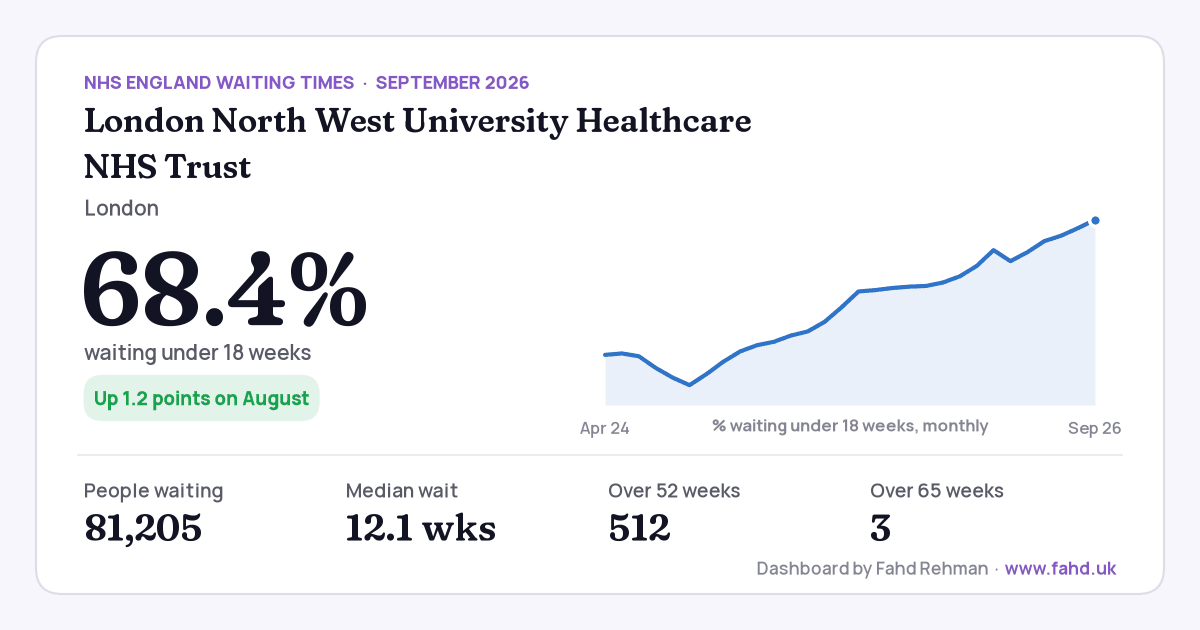 NHS ENGLAND WAITING TIMES · SEPTEMBER 2026
London North West University Healthcare
NHS Trust
London
68.4%
waiting under 18 weeks
Up 1.2 points on August
Apr 24
% waiting under 18 weeks, monthly
Sep 26
People waiting
81,205
Median wait
12.1 wks
Over 52 weeks
512
Over 65 weeks
3
Dashboard by Fahd Rehman · www.fahd.uk